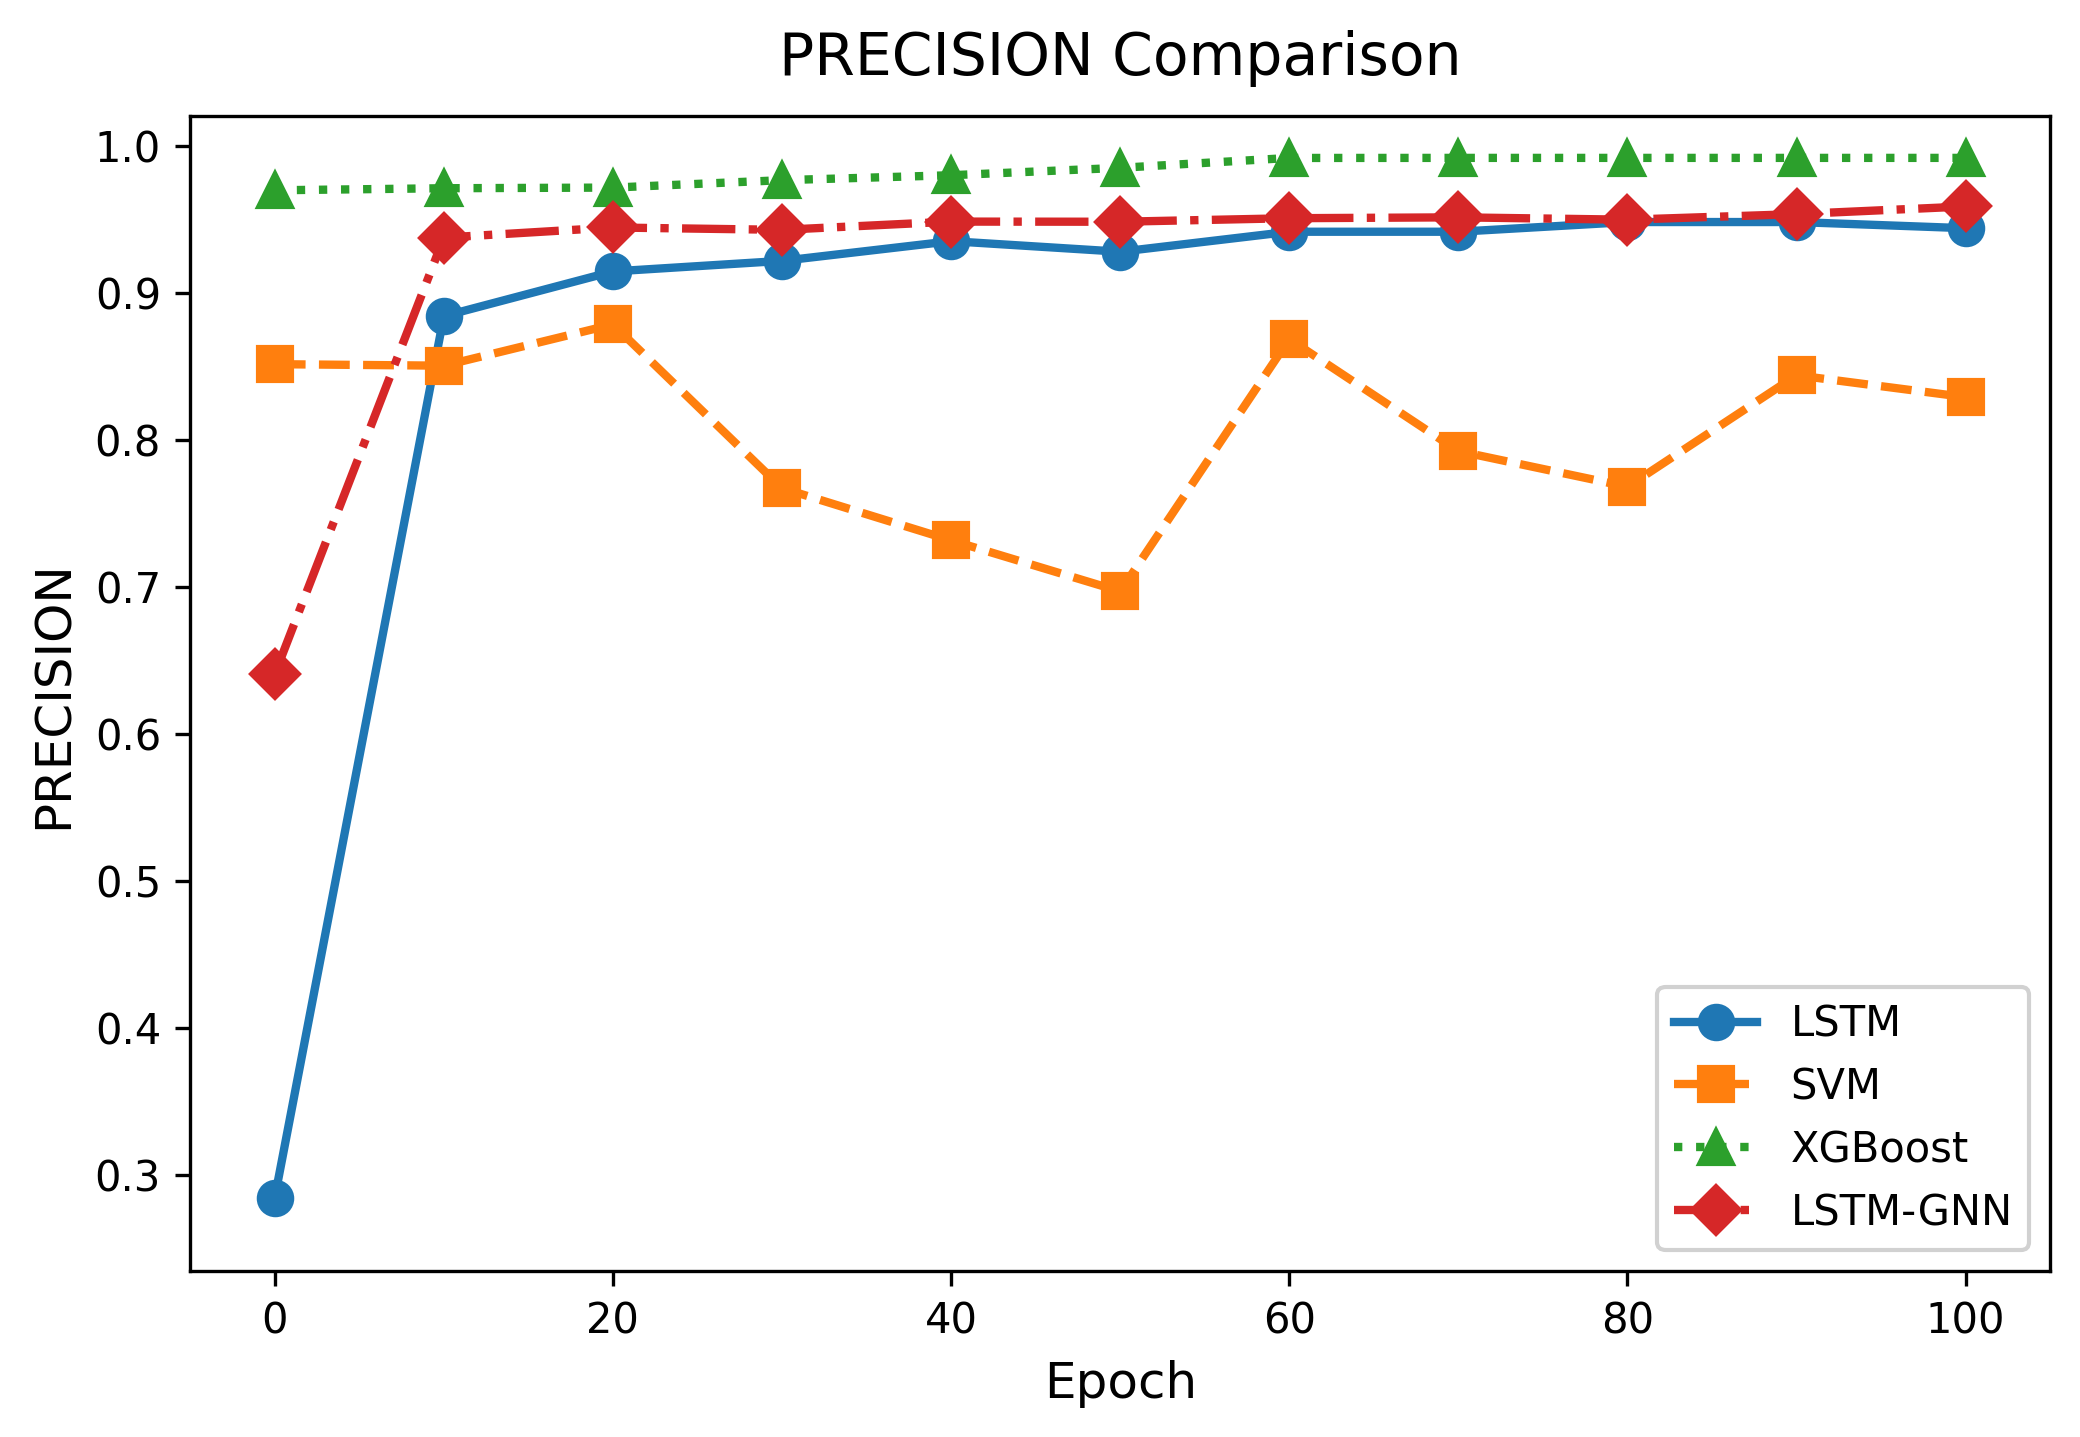 PRECISION Comparison
1.0
0.9
0.8
0.7
0.6
0.5
0.4
0.3
PRECISION
LSTM
SVM
XGBoost
LSTM-GNN
0 20 40 60 80 100
Epoch